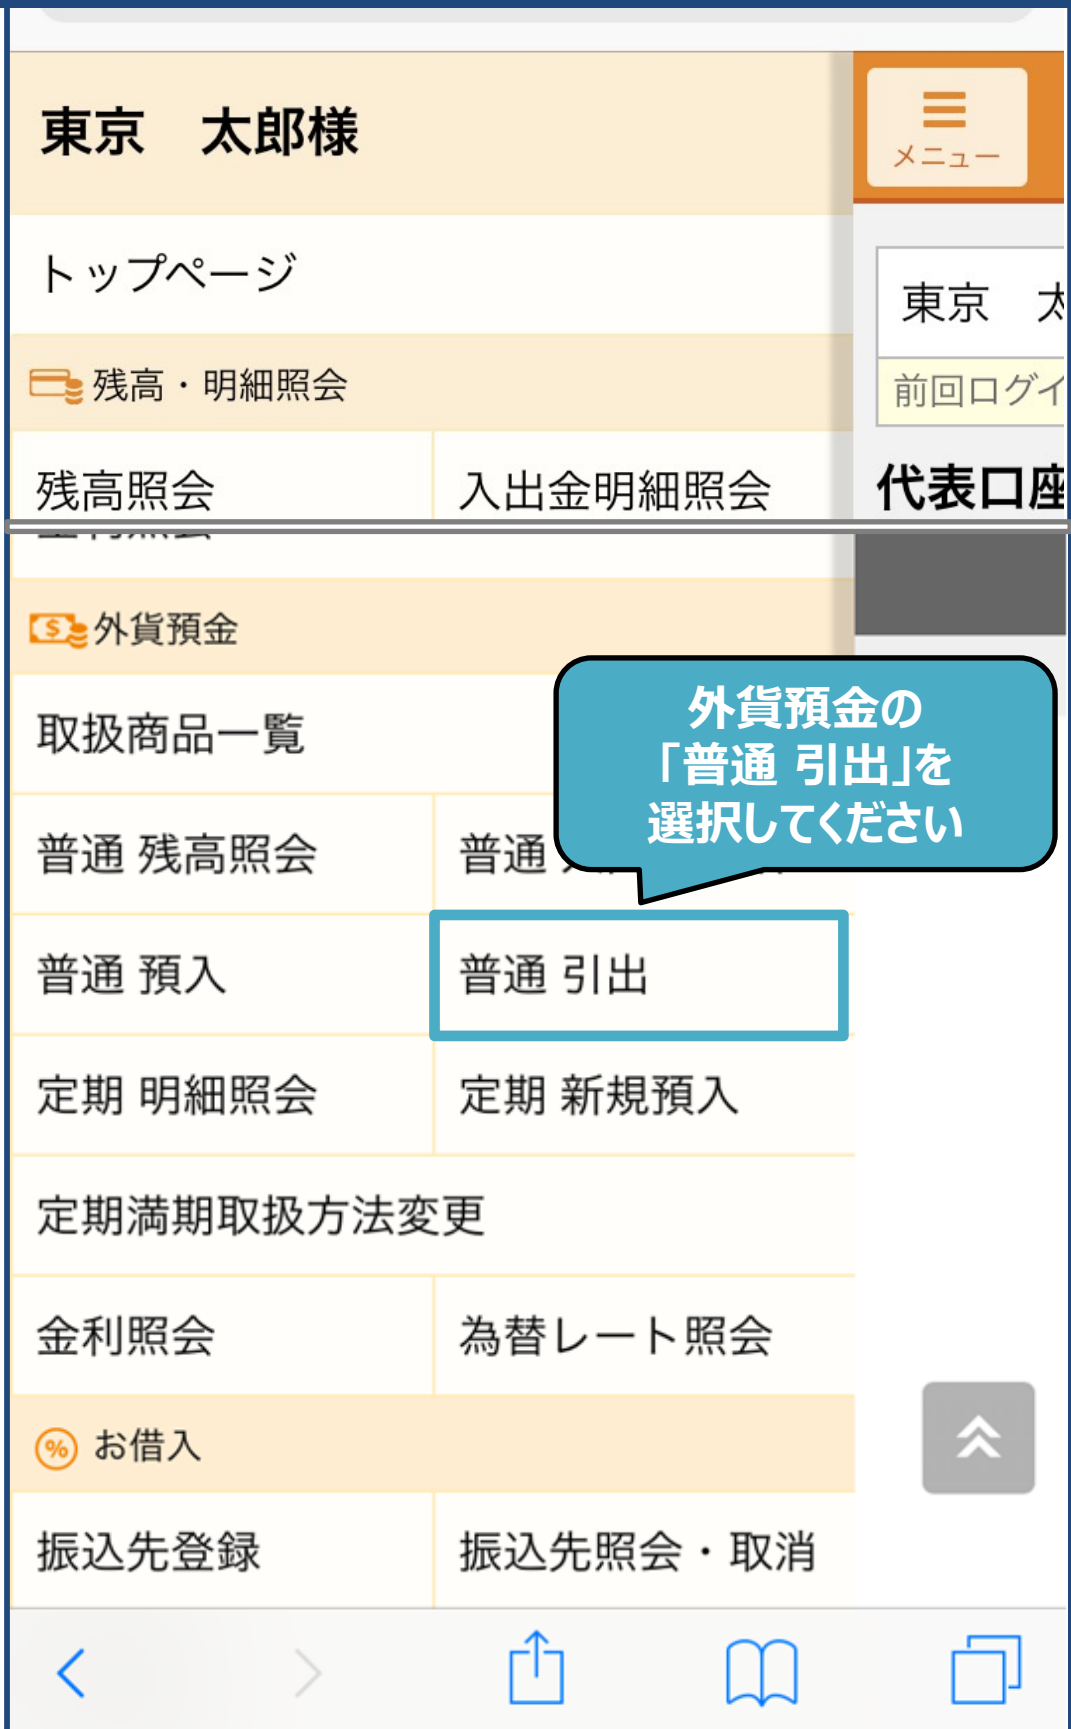 東京　太郎様
メニュー
トップページ
東京　太
残高・明細照会
前回ログイ
残高照会
入出金明細照会
代表口座
外貨預金
取扱商品一覧
外貨預金の
「普通 引出」を
選択してください
普通 残高照会
普通
普通 預入
普通 引出
定期 明細照会
定期 新規預入
定期満期取扱方法変更
金利照会
為替レート照会
お借入
振込先登録
振込先照会・取消